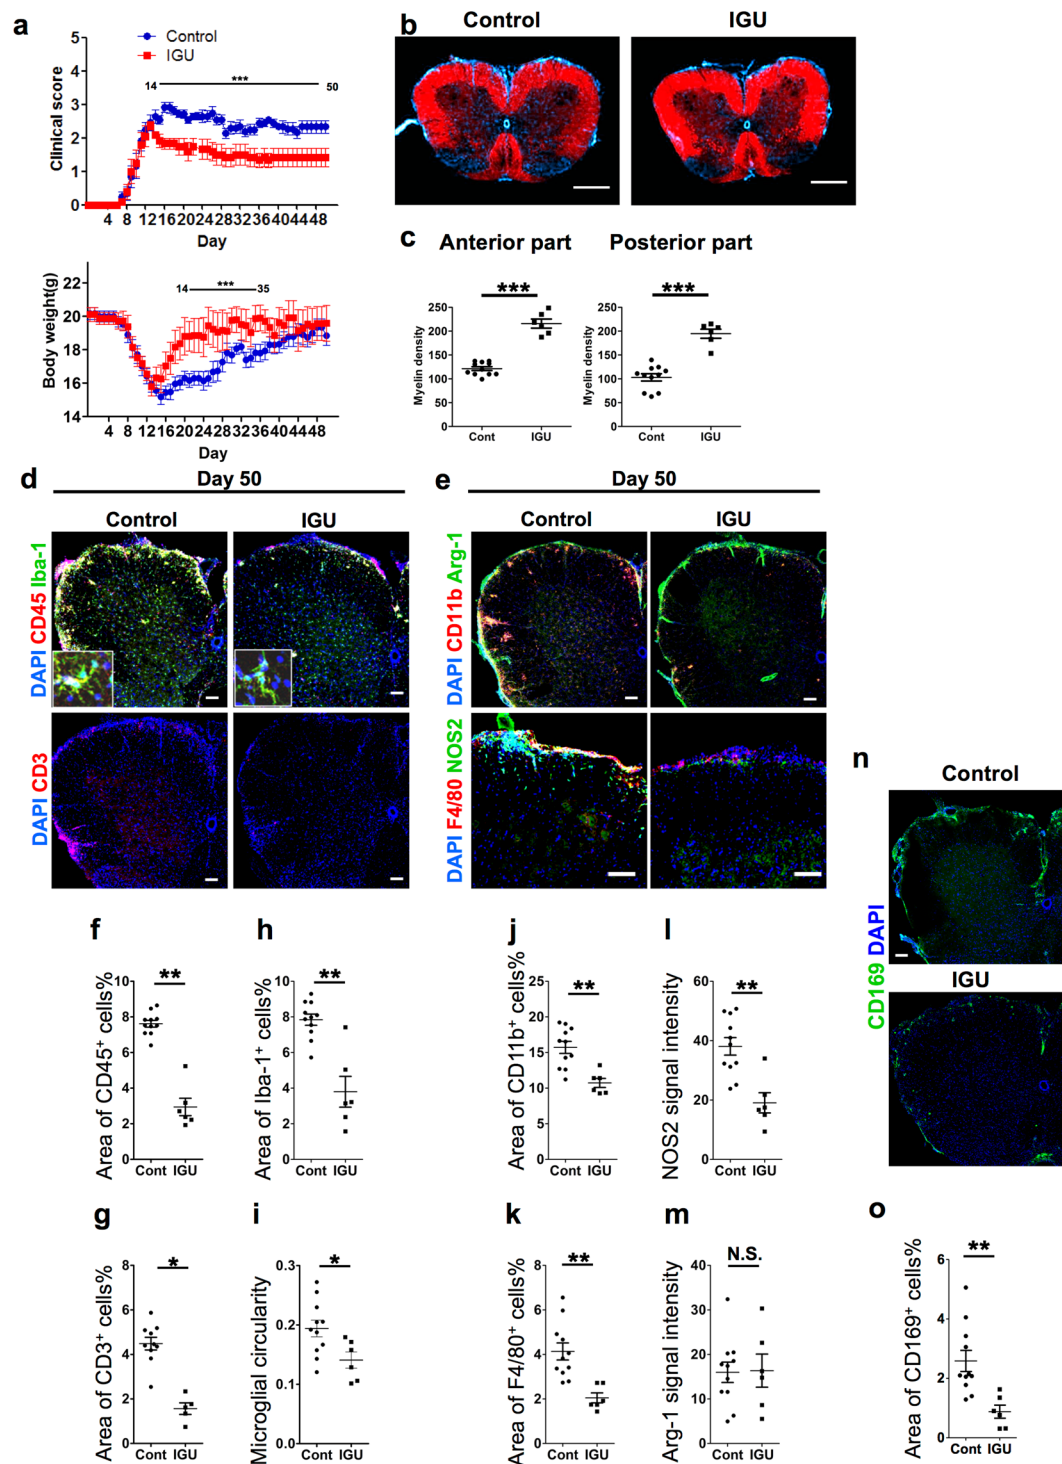 a
Control
IGU
14 *** 50
Clinical score
5
4
3
2
1
0
4 8 12 16 20 24 28 32 36 40 44 48
Day
14 *** 35
Body weight(g)
22
20
18
16
14
4 8 12 16 20 24 28 32 36 40 44 48
Day
b
Control
IGU
c
Anterior part
Posterior part
***
Myelin density
250
200
150
100
50
0
Cont IGU
***
Myelin density
250
200
150
100
50
0
Cont IGU
d
Day 50
Control IGU
DAPI CD45 Iba-1
DAPI CD3
e
Day 50
Control IGU
DAPI CD11b Arg-1
DAPI F4/80 NOS2
n
Control
IGU
CD169 DAPI
f
**
Area of CD45+ cells%
10
8
6
4
2
0
Cont IGU
h
**
Area of Iba-1+ cells%
10
8
6
4
2
0
Cont IGU
j
**
Area of CD11b+ cells%
25
20
15
10
5
0
Cont IGU
l
**
NOS2 signal intensity
60
40
20
0
Cont IGU
g
*
Area of CD3+ cells%
8
6
4
2
0
Cont IGU
i
*
Microglial circularity
0.3
0.2
0.1
0.0
Cont IGU
k
**
Area of F4/80+ cells%
8
6
4
2
0
Cont IGU
m
N.S.
Arg-1 signal intensity
40
30
20
10
0
Cont IGU
o
**
Area of CD169+ cells%
6
4
2
0
Cont IGU